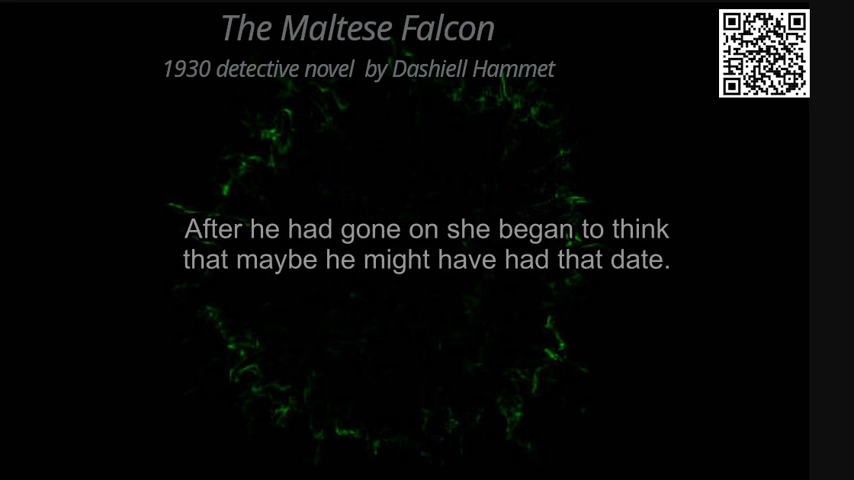 The Maltese Falcon
1930 detective novel by Dashiell Hammet
After he had gone on she began to think
that maybe he might have had that date.